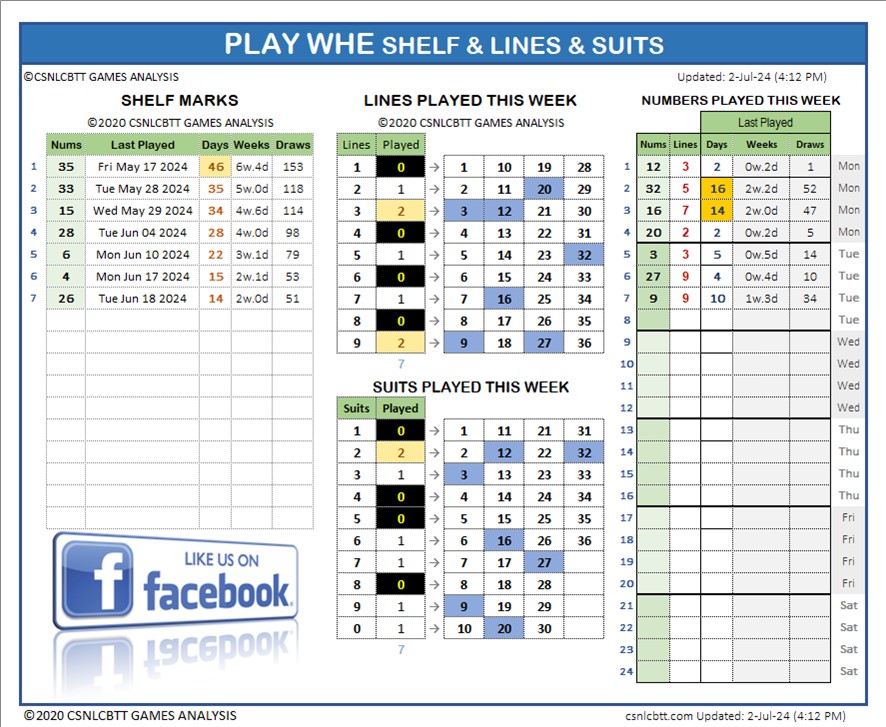 PLAY WHE SHELF & LINES & SUITS
©CSNLCBTT GAMES ANALYSIS
Updated: 2-Jul-24 (4:12 PM)
SHELF MARKS
©2020 CSNLCBTT GAMES ANALYSIS
Nums Last Played Days Weeks Draws
1 35 Fri May 17 2024 46 6w.4d 153
2 33 Tue May 28 2024 35 5w.0d 118
3 15 Wed May 29 2024 34 4w.6d 114
4 28 Tue Jun 04 2024 28 4w.0d 98
5 6 Mon Jun 10 2024 22 3w.1d 79
6 4 Mon Jun 17 2024 15 2w.1d 53
7 26 Tue Jun 18 2024 14 2w.0d 51
LIKE US ON
facebook.
LINES PLAYED THIS WEEK
©2020 CSNLCBTT GAMES ANALYSIS
Lines Played
1 0 → 1 10 19 28
2 1 → 2 11 20 29
3 2 → 3 12 21 30
4 0 → 4 13 22 31
5 1 → 5 14 23 32
6 0 → 6 15 24 33
7 1 → 7 16 25 34
8 0 → 8 17 26 35
9 2 → 9 18 27 36
7
SUITS PLAYED THIS WEEK
Suits Played
1 0 → 1 11 21 31
2 2 → 2 12 22 32
3 1 → 3 13 23 33
4 0 → 4 14 24 34
5 0 → 5 15 25 35
6 1 → 6 16 26 36
7 1 → 7 17 27
8 0 → 8 18 28
9 1 → 9 19 29
0 1 → 10 20 30
7
NUMBERS PLAYED THIS WEEK
Last Played
Nums Lines Days Weeks Draws
1 12 3 2 0w.2d 1 Mon
2 32 5 16 2w.2d 52 Mon
3 16 7 14 2w.0d 47 Mon
4 20 2 2 0w.2d 5 Mon
5 3 3 5 0w.5d 14 Tue
6 27 9 4 0w.4d 10 Tue
7 9 9 10 1w.3d 34 Tue
8 Tue
9 Wed
10 Wed
11 Wed
12 Wed
13 Thu
14 Thu
15 Thu
16 Thu
17 Fri
18 Fri
19 Fri
20 Fri
21 Sat
22 Sat
23 Sat
24 Sat
©2020 CSNLCBTT GAMES ANALYSIS
csnlcbtt.com Updated: 2-Jul-24 (4:12 PM)